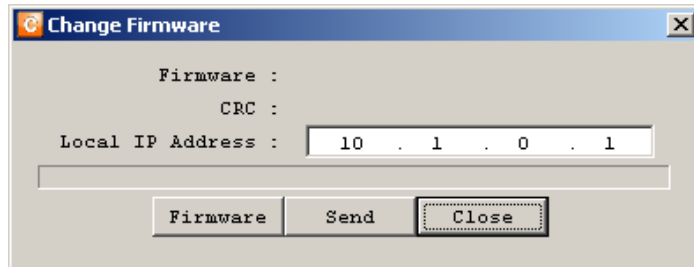 C Change Firmware
Firmware :
CRC :
Local IP Address : 10 . 1 . 0 . 1
Firmware Send Close